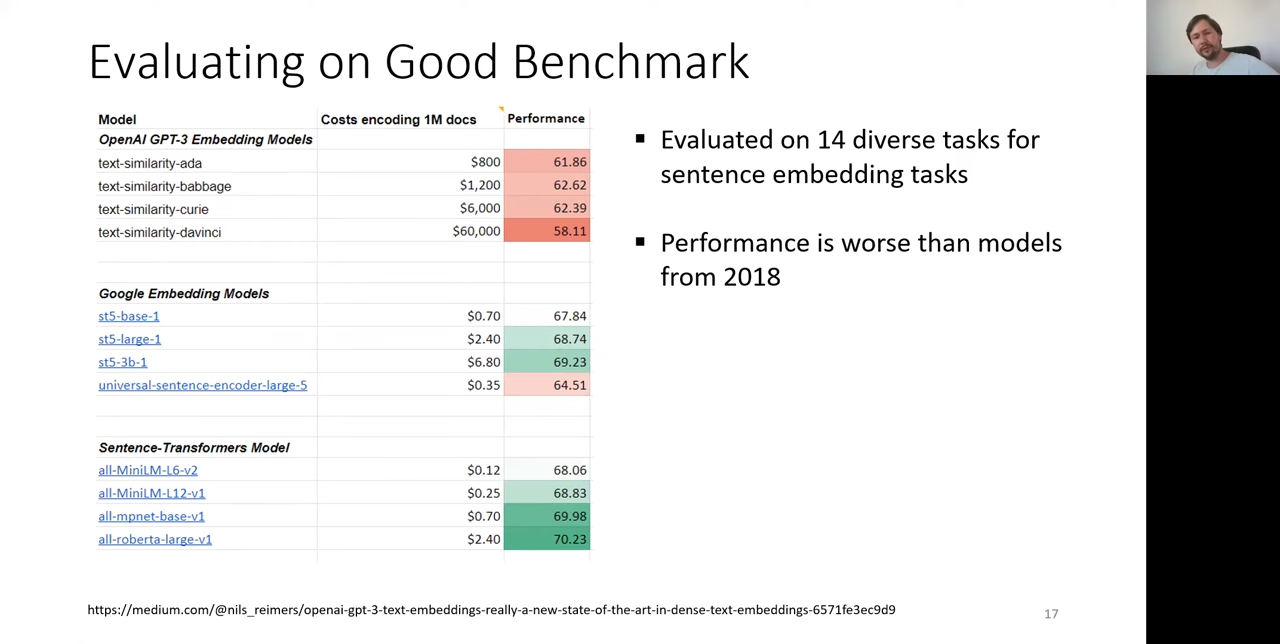 Evaluating on Good Benchmark
Model Costs encoding 1M docs Performance
OpenAI GPT-3 Embedding Models
text-similarity-ada $800 61.86
text-similarity-babbage $1,200 62.62
text-similarity-curie $6,000 62.39
text-similarity-davinci $60,000 58.11
Google Embedding Models
st5-base-1 $0.70 67.84
st5-large-1 $2.40 68.74
st5-3b-1 $6.80 69.23
universal-sentence-encoder-large-5 $0.35 64.51
Sentence-Transformers Model
all-MiniLM-L6-v2 $0.12 68.06
all-MiniLM-L12-v1 $0.25 68.83
all-mpnet-base-v1 $0.70 69.98
all-roberta-large-v1 $2.40 70.23
▪ Evaluated on 14 diverse tasks for
sentence embedding tasks
▪ Performance is worse than models
from 2018
https://medium.com/@nils_reimers/openai-gpt-3-text-embeddings-really-a-new-state-of-the-art-in-dense-text-embeddings-6571fe3ec9d9
17